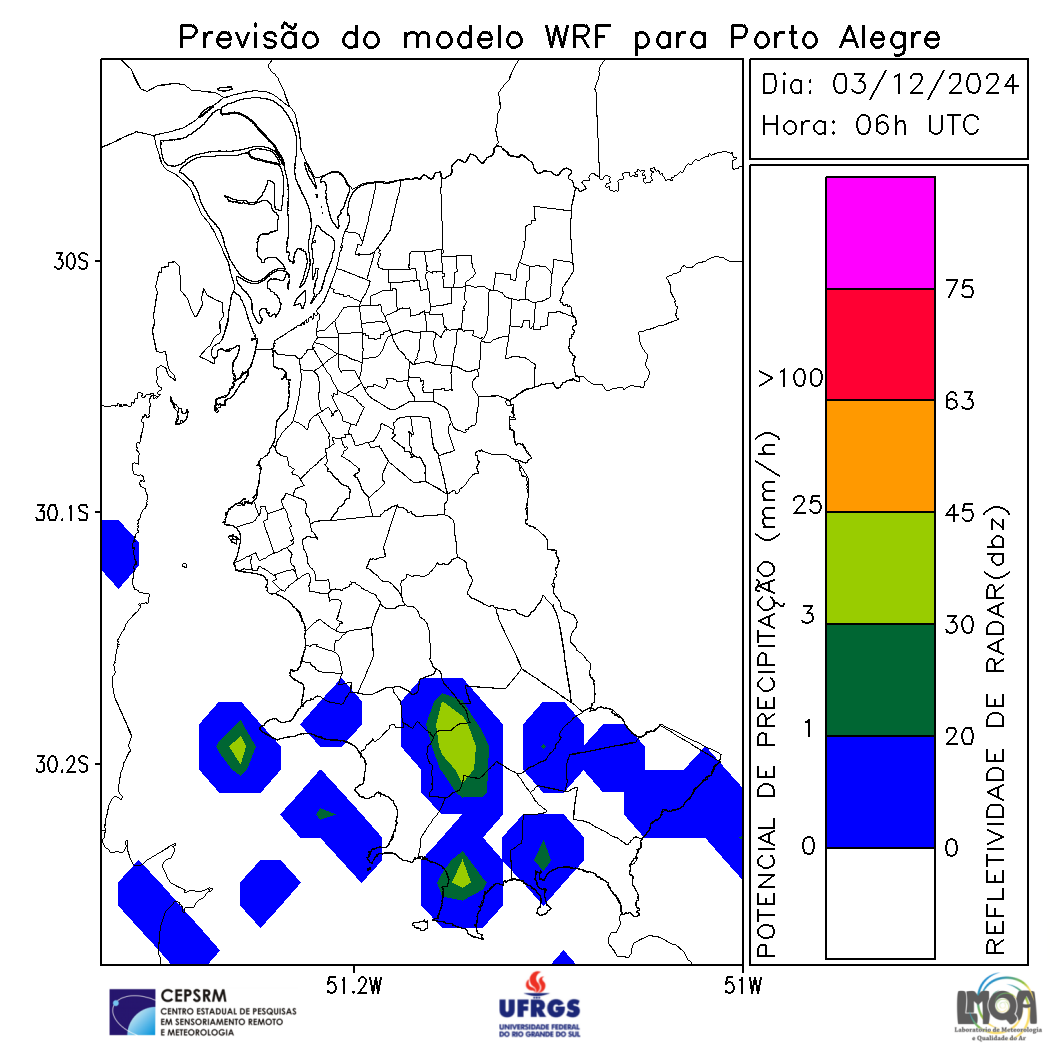 Previsão do modelo WRF para Porto Alegre
Dia: 03/12/2024
Hora: 06h UTC
30S
30.1S
30.2S
51.2W
51W
POTENCIAL DE PRECIPITAÇÃO (mm/h)
>100
25
3
1
0
75
63
45
30
20
0
REFLETIVIDADE DE RADAR(dbz)
CEPSRM
CENTRO ESTADUAL DE PESQUISAS
EM SENSORIAMENTO REMOTO
E METEOROLOGIA
UFRGS
UNIVERSIDADE FEDERAL
DO RIO GRANDE DO SUL
LMQA
Laboratório de Meteorologia
e Qualidade do Ar